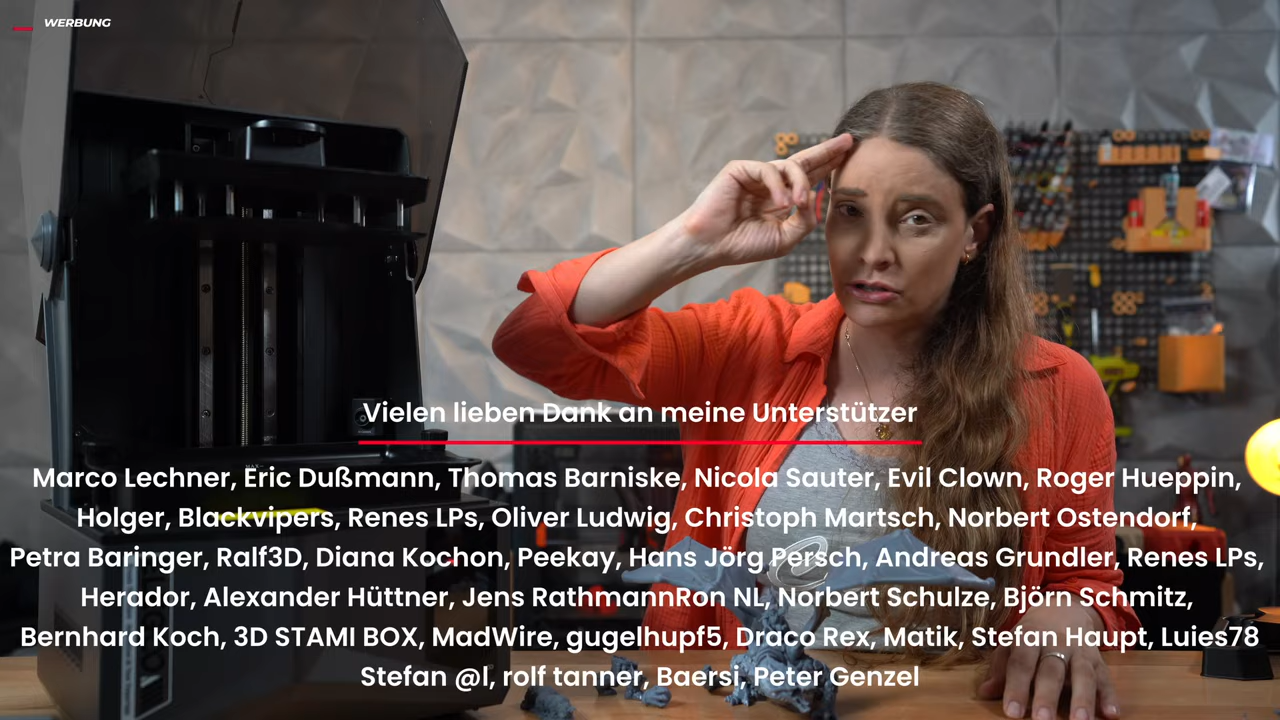 WERBUNG
Vielen lieben Dank an meine Unterstützer
Marco Lechner, Eric Dußmann, Thomas Barniske, Nicola Sauter, Evil Clown, Roger Hueppin,
Holger, Blackvipers, Renes LPs, Oliver Ludwig, Christoph Martsch, Norbert Ostendorf,
Petra Baringer, Ralf3D, Diana Kochon, Peekay, Hans Jörg Persch, Andreas Grundler, Renes LPs,
Herador, Alexander Hüttner, Jens RathmannRon NL, Norbert Schulze, Björn Schmitz,
Bernhard Koch, 3D STAMI BOX, MadWire, gugelhupf5, Draco Rex, Matik, Stefan Haupt, Luies78
Stefan @l, rolf tanner, Baersi, Peter Genzel